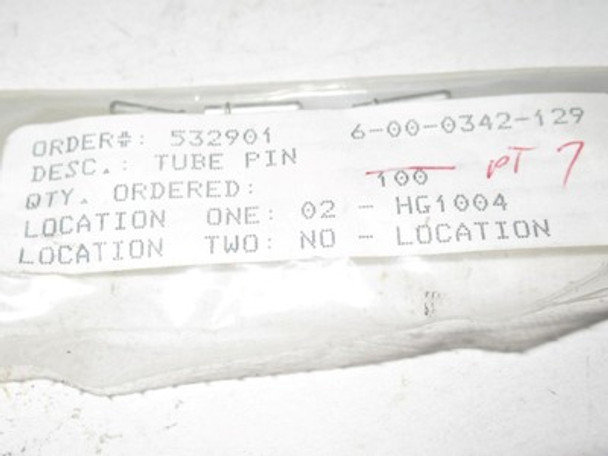 ORDER#: 532901 6-00-0342-129
DESC.: TUBE PIN
QTY. ORDERED: 100 PT 7
LOCATION ONE: 02 - HG1004
LOCATION TWO: NO - LOCATION